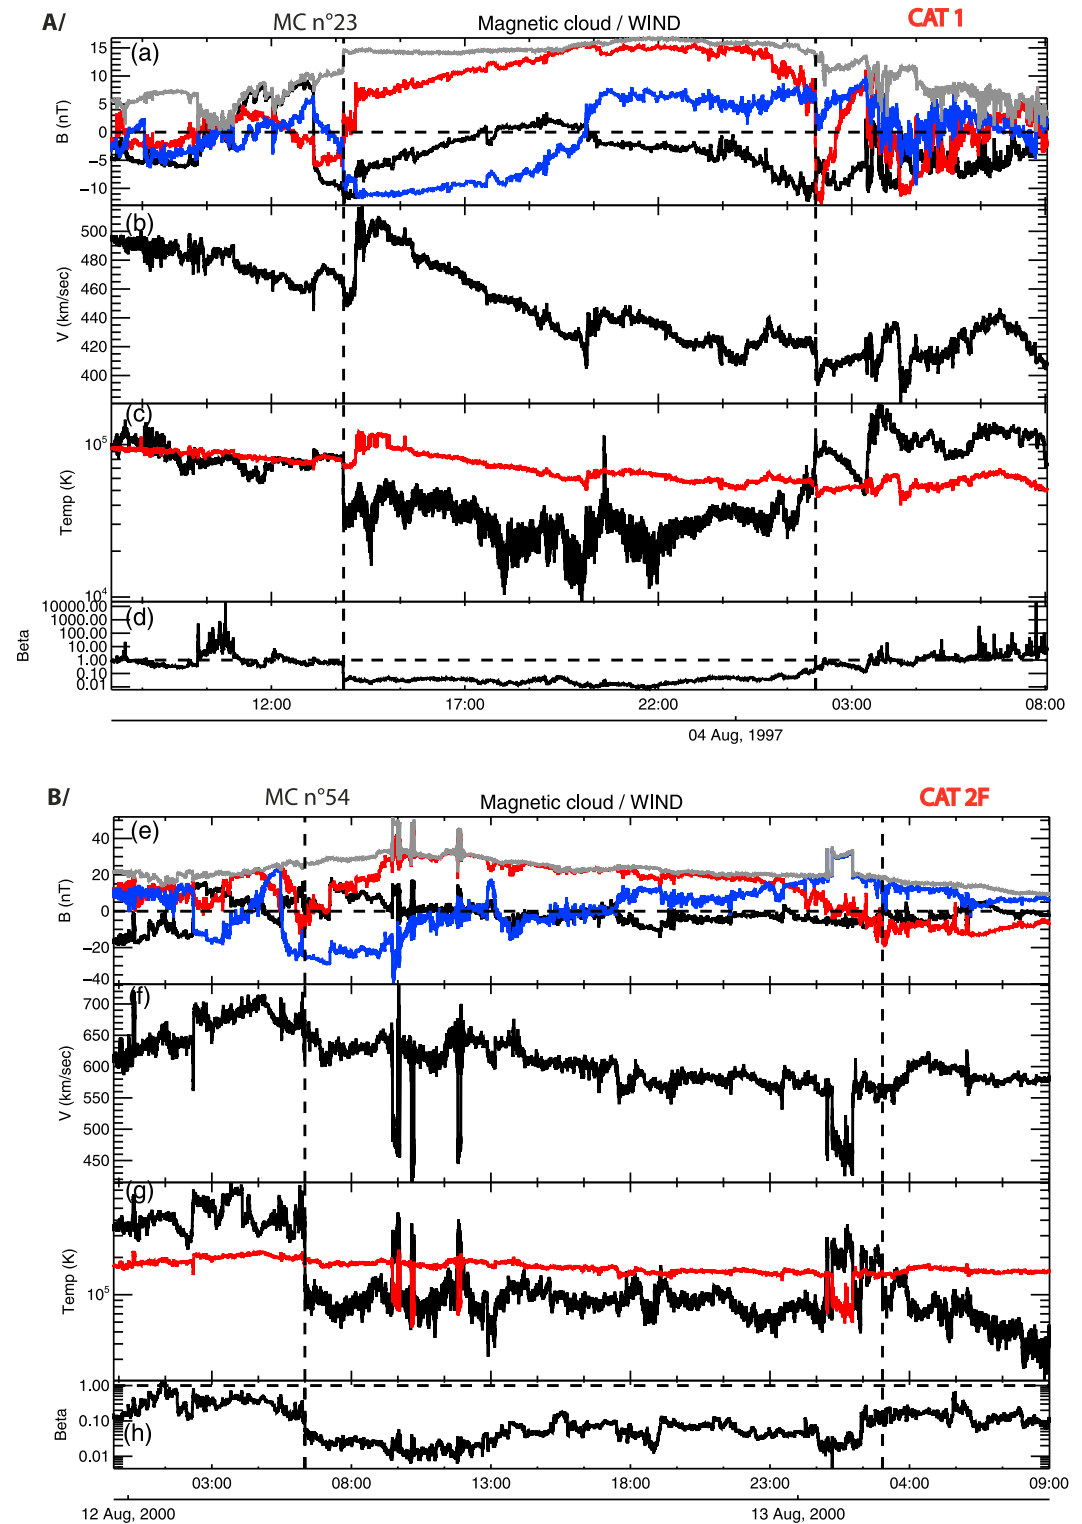 A/ MC n°23 Magnetic cloud / WIND CAT 1
(a)
15
10
5
0
−5
−10
B (nT)
(b)
500
480
460
440
420
400
V (km/sec)
(c)
10⁵
10⁴
Temp (K)
(d)
10000.00
1000.00
100.00
10.00
1.00
0.10
0.01
Beta
12:00 17:00 22:00 03:00 08:00
04 Aug, 1997
B/ MC n°54 Magnetic cloud / WIND CAT 2F
(e)
40
20
0
−20
−40
B (nT)
(f)
700
650
600
550
500
450
V (km/sec)
(g)
10⁵
Temp (K)
1.00
0.10
0.01
Beta
(h)
03:00 08:00 13:00 18:00 23:00 04:00 09:00
12 Aug, 2000 13 Aug, 2000